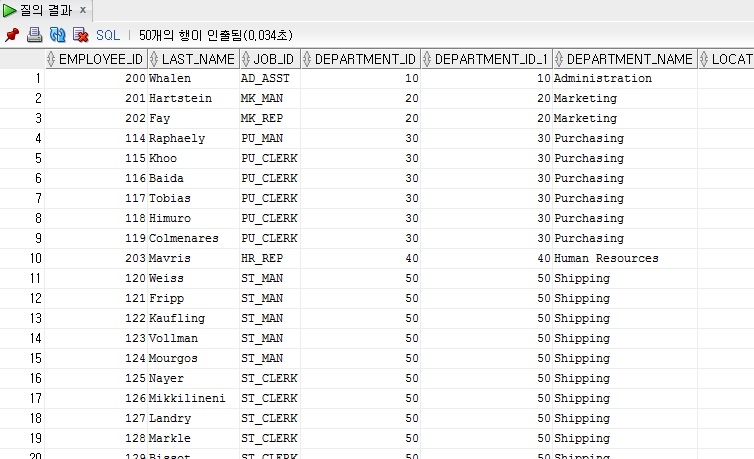 질의 결과 x
SQL | 50개의 행이 인출됨(0,034초)
EMPLOYEE_ID LAST_NAME JOB_ID DEPARTMENT_ID DEPARTMENT_ID_1 DEPARTMENT_NAME LOCAT
1 200 Whalen AD_ASST 10 10 Administration
2 201 Hartstein MK_MAN 20 20 Marketing
3 202 Fay MK_REP 20 20 Marketing
4 114 Raphaely PU_MAN 30 30 Purchasing
5 115 Khoo PU_CLERK 30 30 Purchasing
6 116 Baida PU_CLERK 30 30 Purchasing
7 117 Tobias PU_CLERK 30 30 Purchasing
8 118 Himuro PU_CLERK 30 30 Purchasing
9 119 Colmenares PU_CLERK 30 30 Purchasing
10 203 Mavris HR_REP 40 40 Human Resources
11 120 Weiss ST_MAN 50 50 Shipping
12 121 Fripp ST_MAN 50 50 Shipping
13 122 Kaufling ST_MAN 50 50 Shipping
14 123 Vollman ST_MAN 50 50 Shipping
15 124 Mourgos ST_MAN 50 50 Shipping
16 125 Nayer ST_CLERK 50 50 Shipping
17 126 Mikkilineni ST_CLERK 50 50 Shipping
18 127 Landry ST_CLERK 50 50 Shipping
19 128 Markle ST_CLERK 50 50 Shipping
20 129 Bissot ST_CLERK 50 50 Shipping